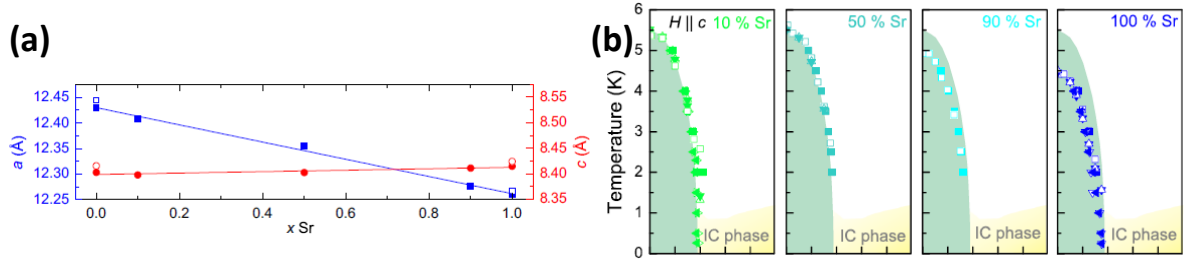 (a)
12.45
12.40
12.35
12.30
12.25
a (Å)
8.55
8.50
8.45
8.40
8.35
c (Å)
0.0 0.2 0.4 0.6 0.8 1.0
x Sr
(b)
H || c 10 % Sr
50 % Sr
90 % Sr
100 % Sr
6
5
4
3
2
1
0
Temperature (K)
IC phase
IC phase
IC phase
IC phase